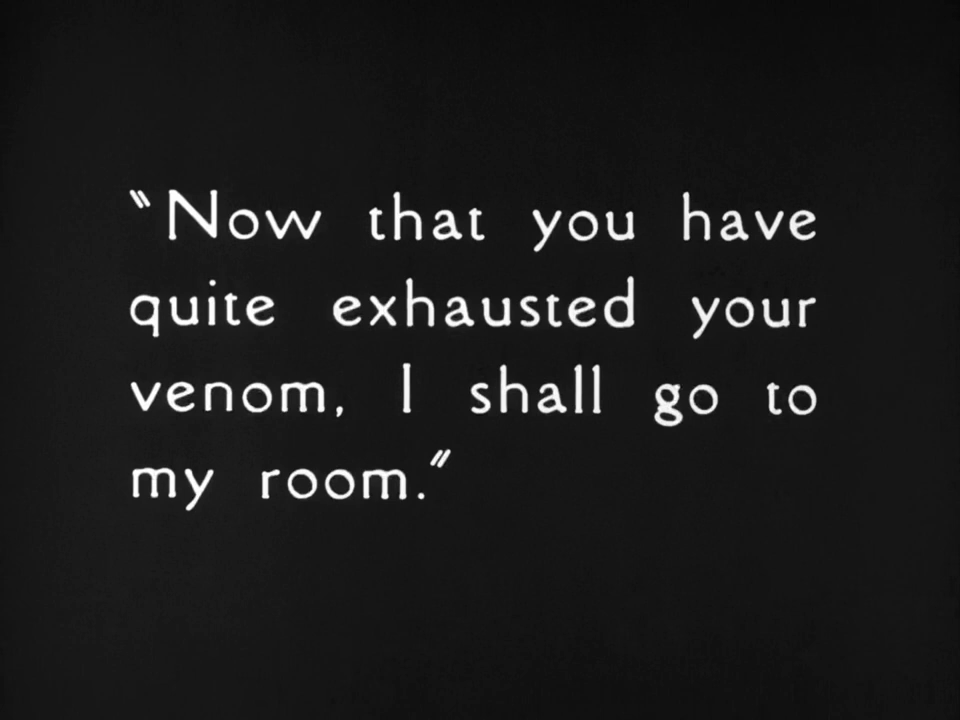 "Now that you have
quite exhausted your
venom, I shall go to
my room."